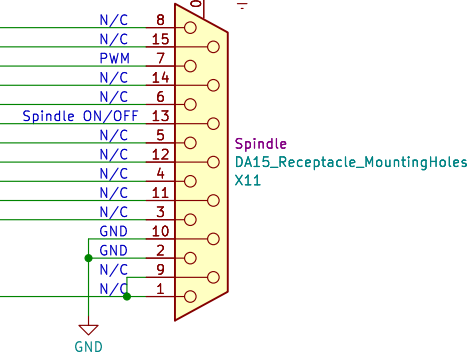 0
N/C 8
N/C 15
PWM 7
N/C 14
N/C 6
Spindle ON/OFF 13
N/C 5
N/C 12
N/C 4
N/C 11
N/C 3
GND 10
GND 2
N/C 9
N/C 1
Spindle
DA15_Receptacle_MountingHoles
X11
GND